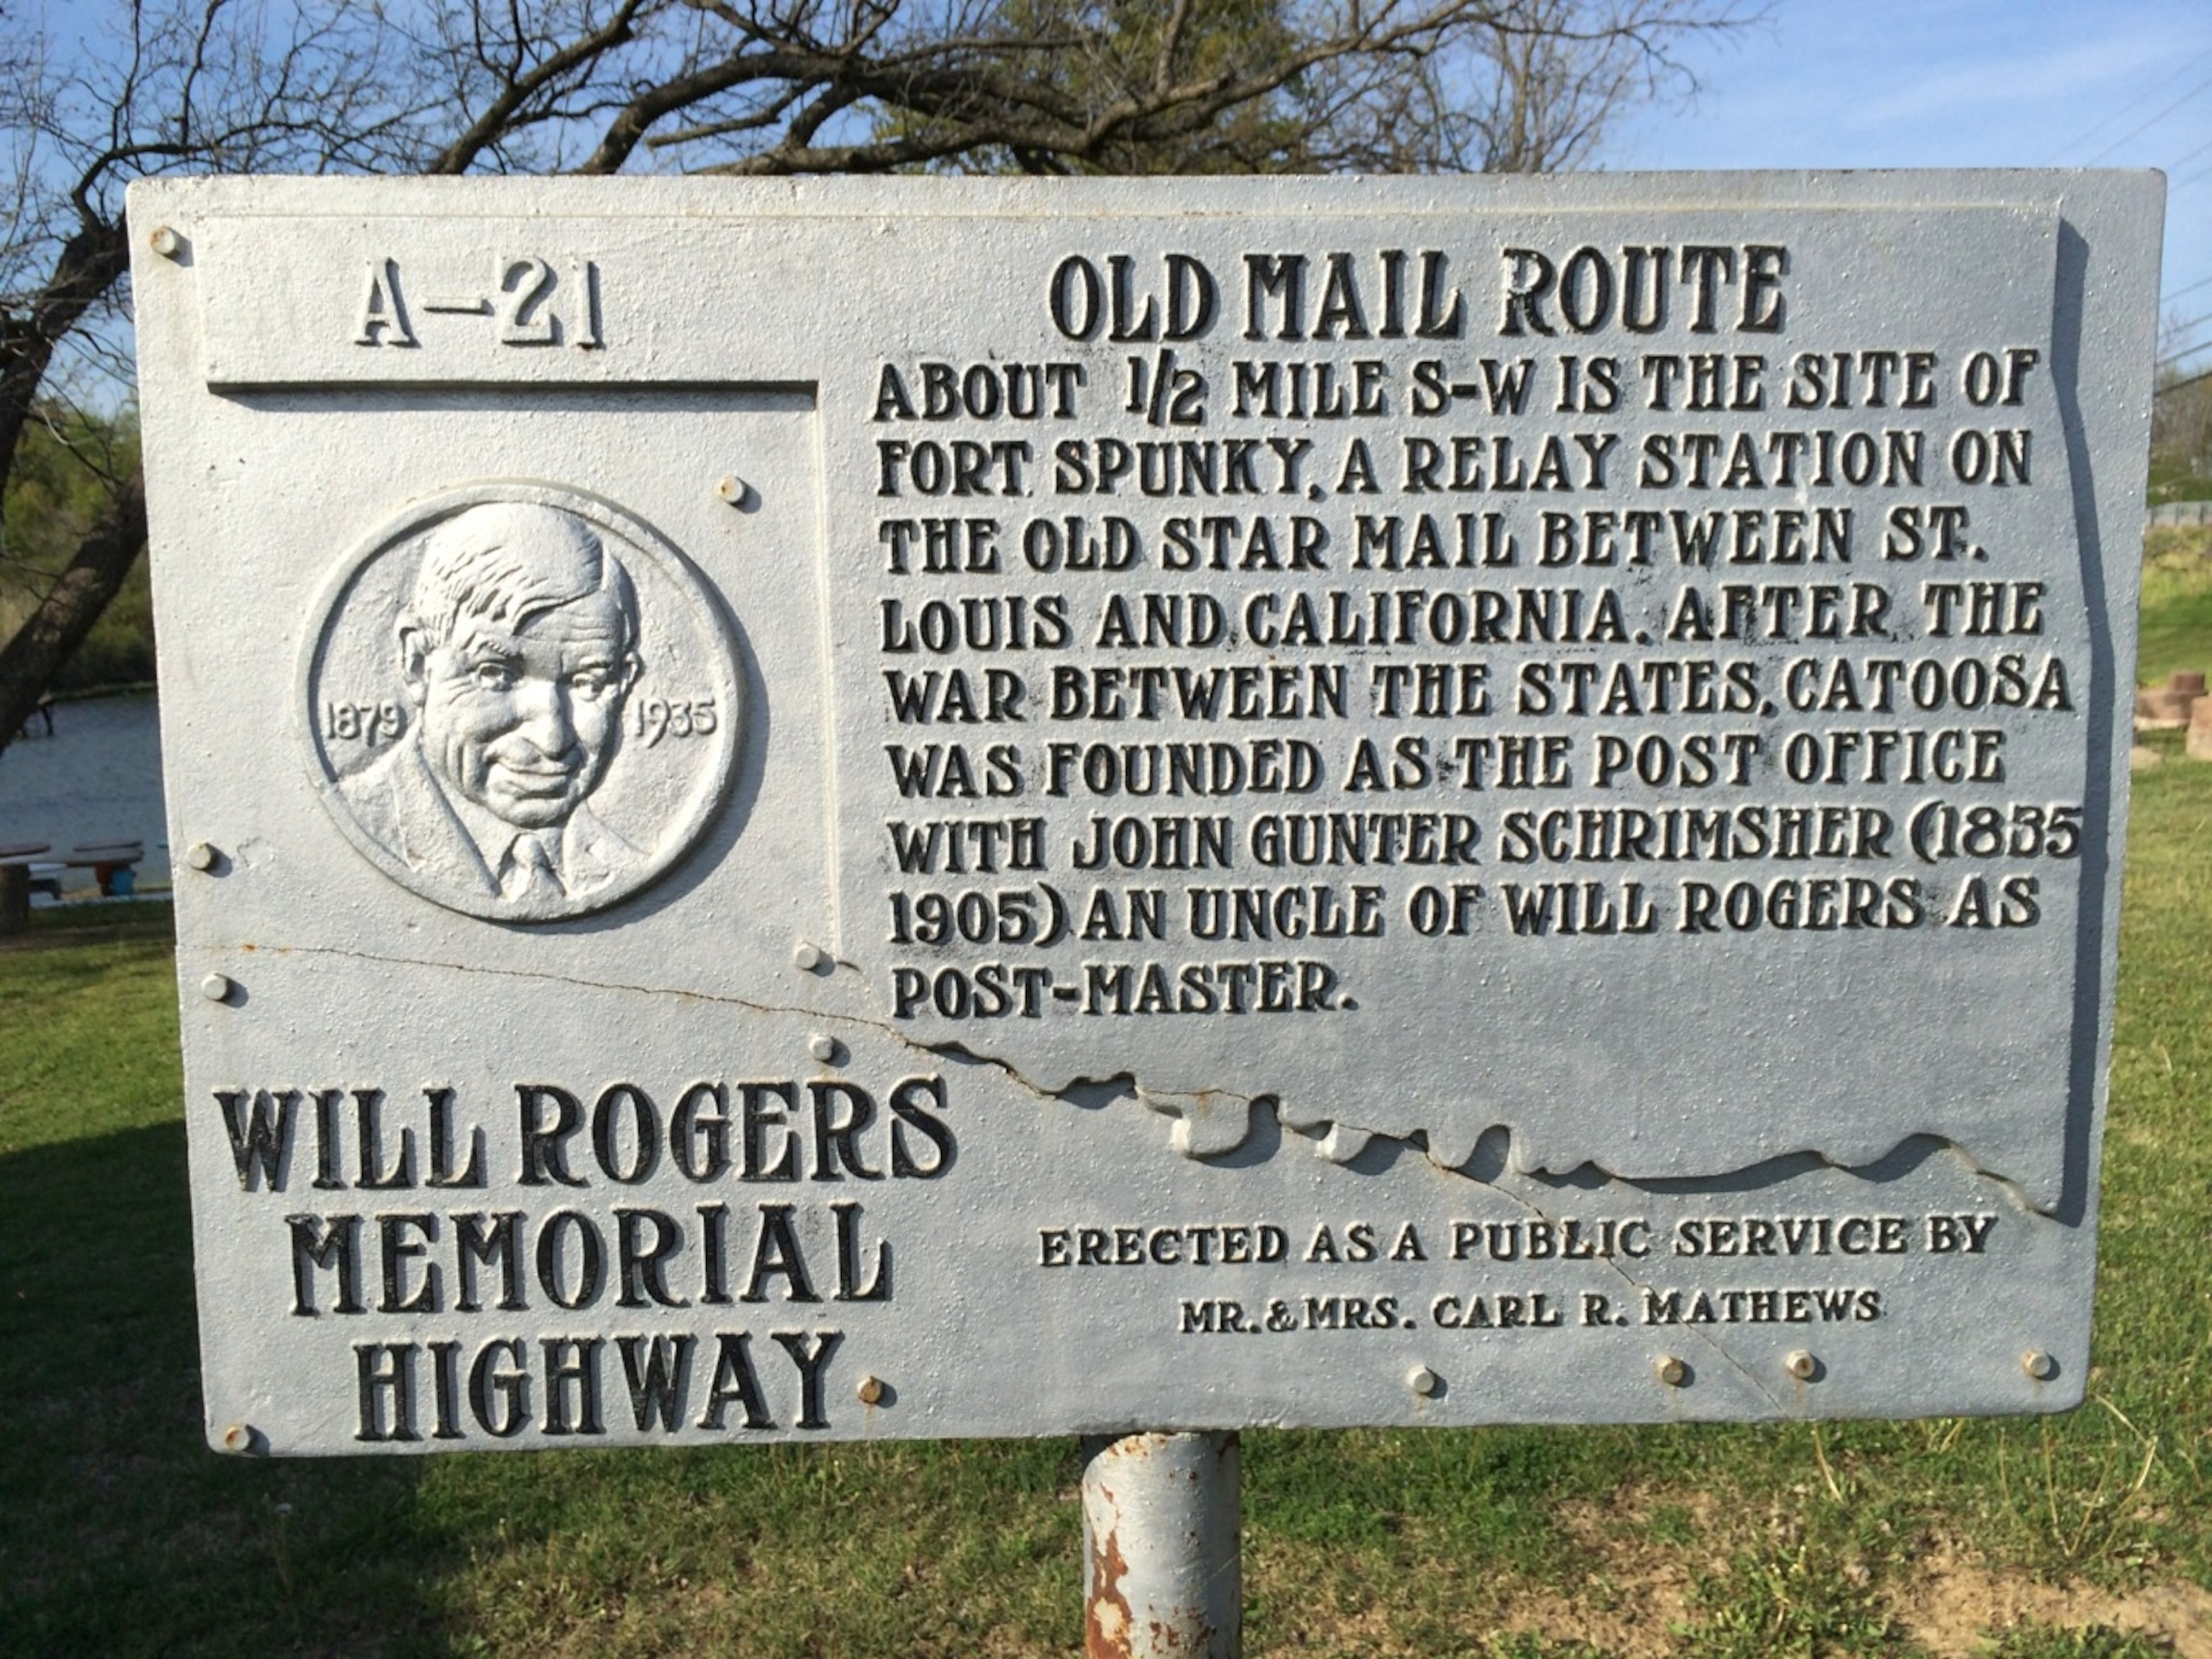 A-21
OLD MAIL ROUTE
ABOUT 1/2 MILE S-W IS THE SITE OF
FORT SPUNKY, A RELAY STATION ON
THE OLD STAR MAIL BETWEEN ST.
LOUIS AND CALIFORNIA. AFTER THE
WAR BETWEEN THE STATES, CATOOSA
WAS FOUNDED AS THE POST OFFICE
WITH JOHN GUNTER SCHRIMSHER (1835
1905) AN UNCLE OF WILL ROGERS AS
POST-MASTER.
1879 1935
WILL ROGERS
MEMORIAL
HIGHWAY
ERECTED AS A PUBLIC SERVICE BY
MR. & MRS. CARL R. MATHEWS